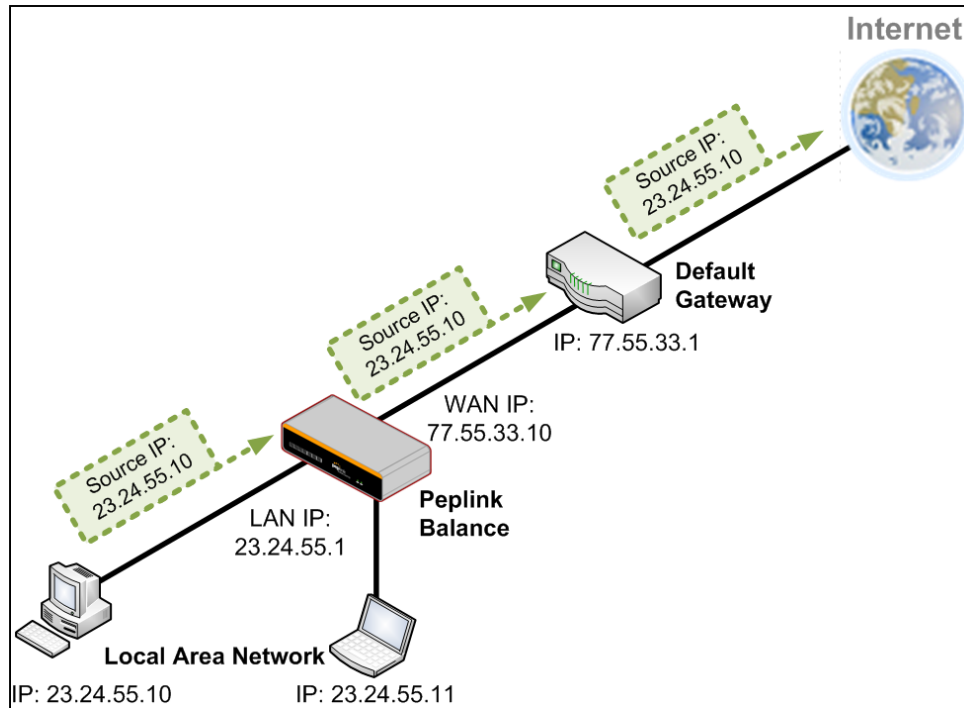 Internet
Source IP:
23.24.55.10
Default
Gateway
IP: 77.55.33.1
Source IP:
23.24.55.10
WAN IP:
77.55.33.10
Source IP:
23.24.55.10
Peplink
Balance
LAN IP:
23.24.55.1
Local Area Network
IP: 23.24.55.10
IP: 23.24.55.11